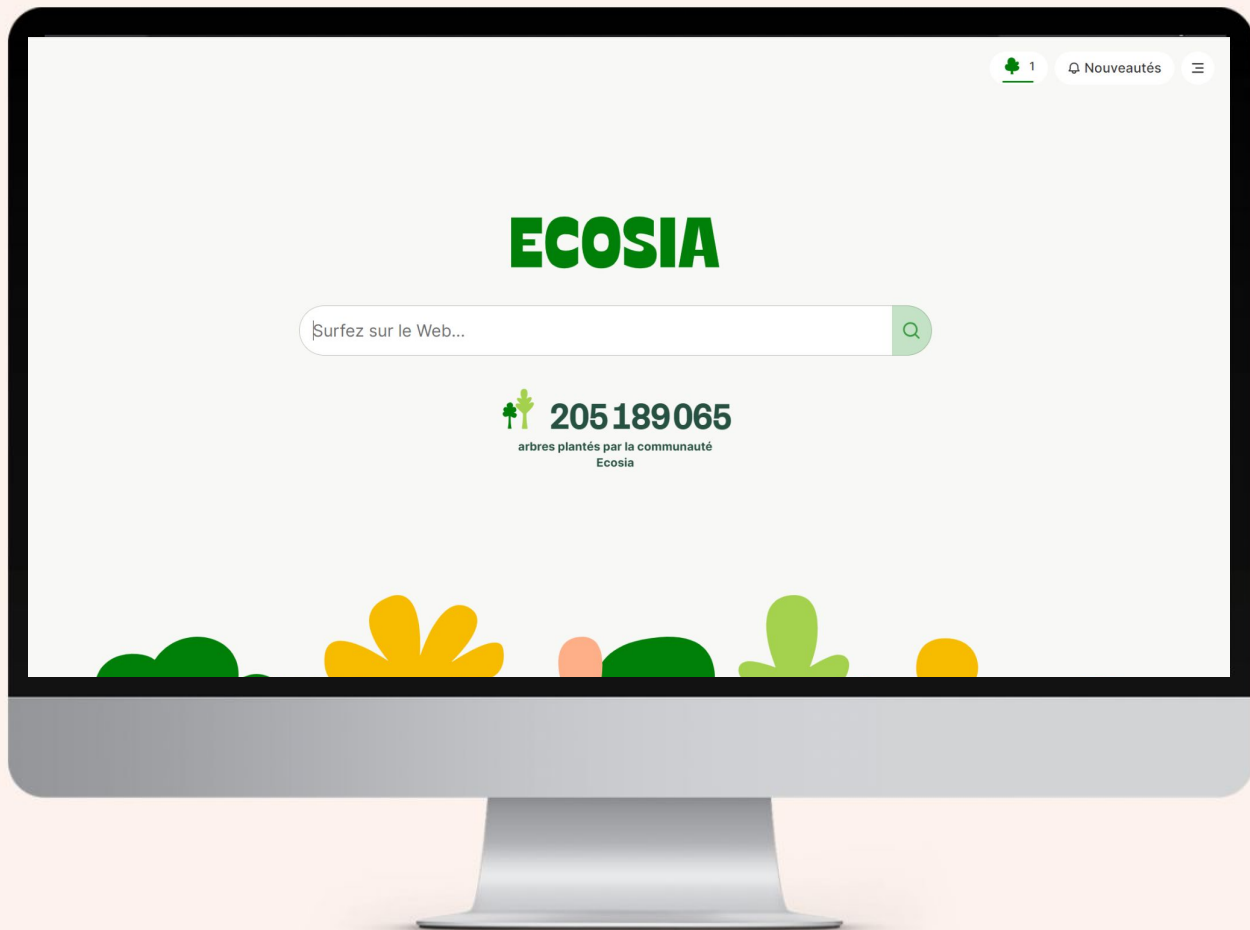 1
Nouveautés
ECOSIA
Surfez sur le Web...
205 189 065
arbres plantés par la communauté
Ecosia